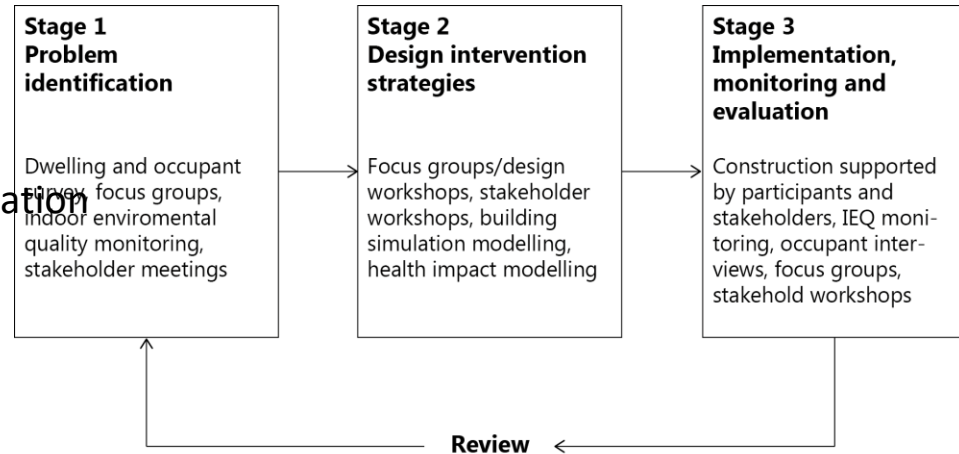 Stage 1
Problem
identification
Dwelling and occupant
survey, focus groups,
indoor enviromental
quality monitoring,
stakeholder meetings
ation
Stage 2
Design intervention
strategies
Focus groups/design
workshops, stakeholder
workshops, building
simulation modelling,
health impact modelling
Stage 3
Implementation,
monitoring and
evaluation
Construction supported
by participants and
stakeholders, IEQ moni-
toring, occupant inter-
views, focus groups,
stakehold workshops
Review